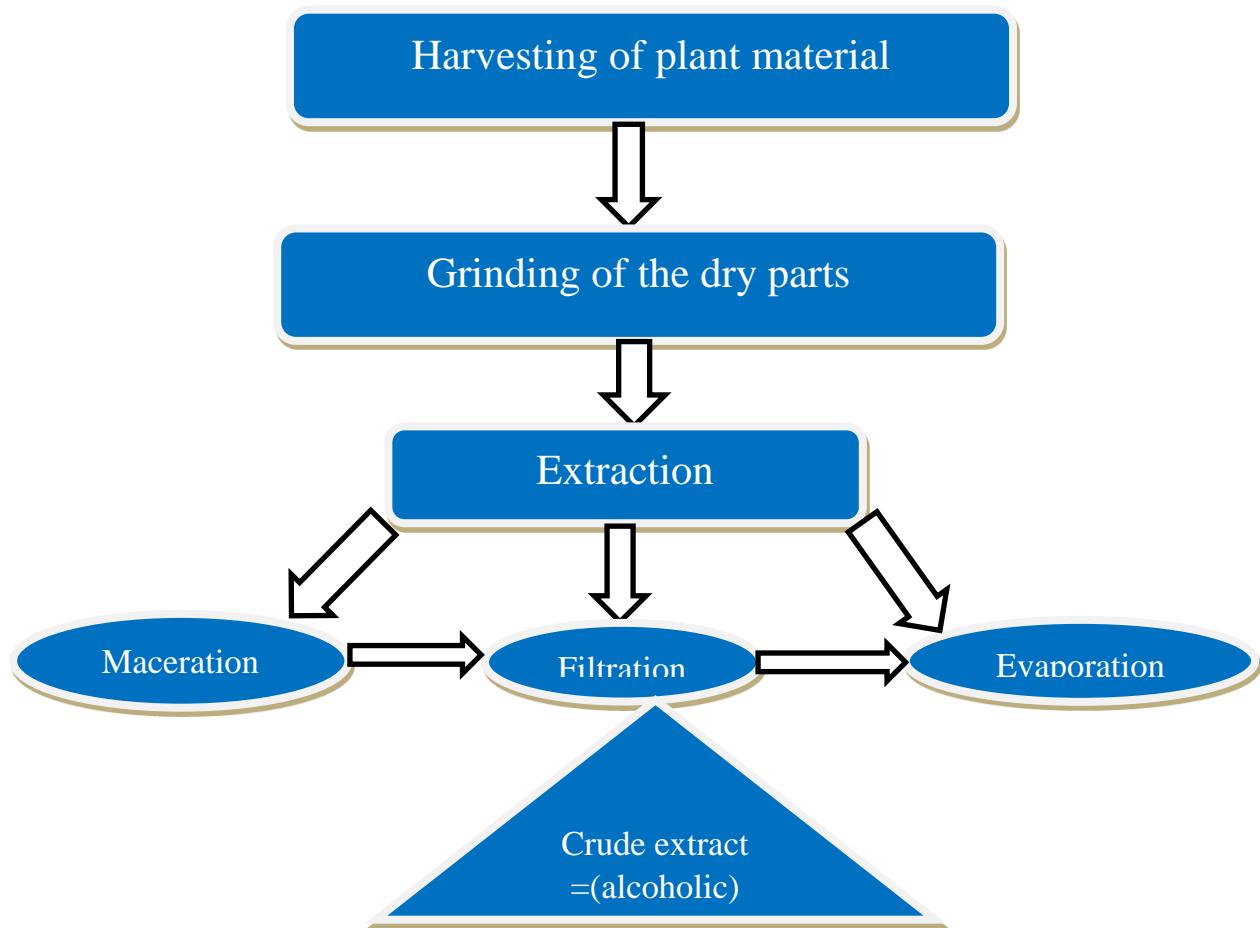 Harvesting of plant material
Grinding of the dry parts
Extraction
Maceration
Filtration
Evaporation
Crude extract
=(alcoholic)